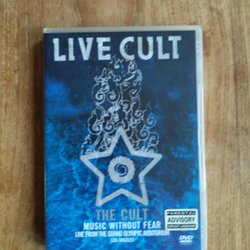 LIVE CULT
THE CULT
MUSIC WITHOUT FEAR
LIVE FROM THE GRAND OLYMPIC AUDITORIUM
LOS ANGELES
PARENTAL
ADVISORY
EXPLICIT CONTENT
DVD